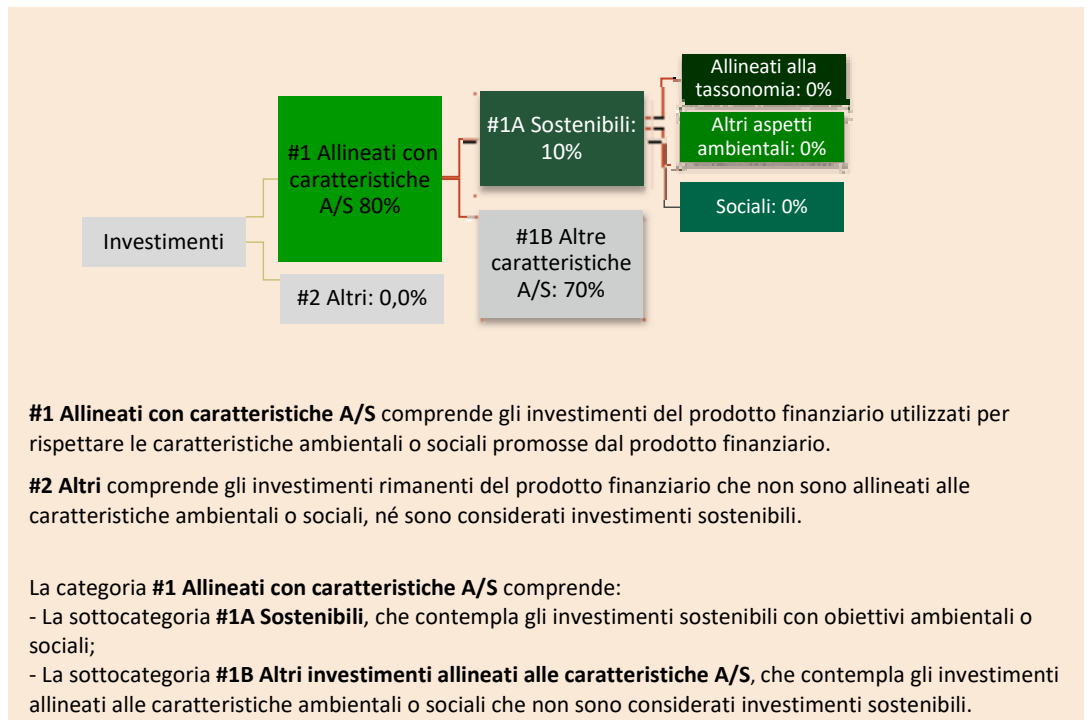 Allineati alla
tassonomia: 0%
#1A Sostenibili:
10%
Altri aspetti
ambientali: 0%
#1 Allineati con
caratteristiche
A/S 80%
Sociali: 0%
Investimenti
#1B Altre
caratteristiche
A/S: 70%
#2 Altri: 0,0%
#1 Allineati con caratteristiche A/S comprende gli investimenti del prodotto finanziario utilizzati per
rispettare le caratteristiche ambientali o sociali promosse dal prodotto finanziario.
#2 Altri comprende gli investimenti rimanenti del prodotto finanziario che non sono allineati alle
caratteristiche ambientali o sociali, né sono considerati investimenti sostenibili.
La categoria #1 Allineati con caratteristiche A/S comprende:
- La sottocategoria #1A Sostenibili, che contempla gli investimenti sostenibili con obiettivi ambientali o
sociali;
- La sottocategoria #1B Altri investimenti allineati alle caratteristiche A/S, che contempla gli investimenti
allineati alle caratteristiche ambientali o sociali che non sono considerati investimenti sostenibili.